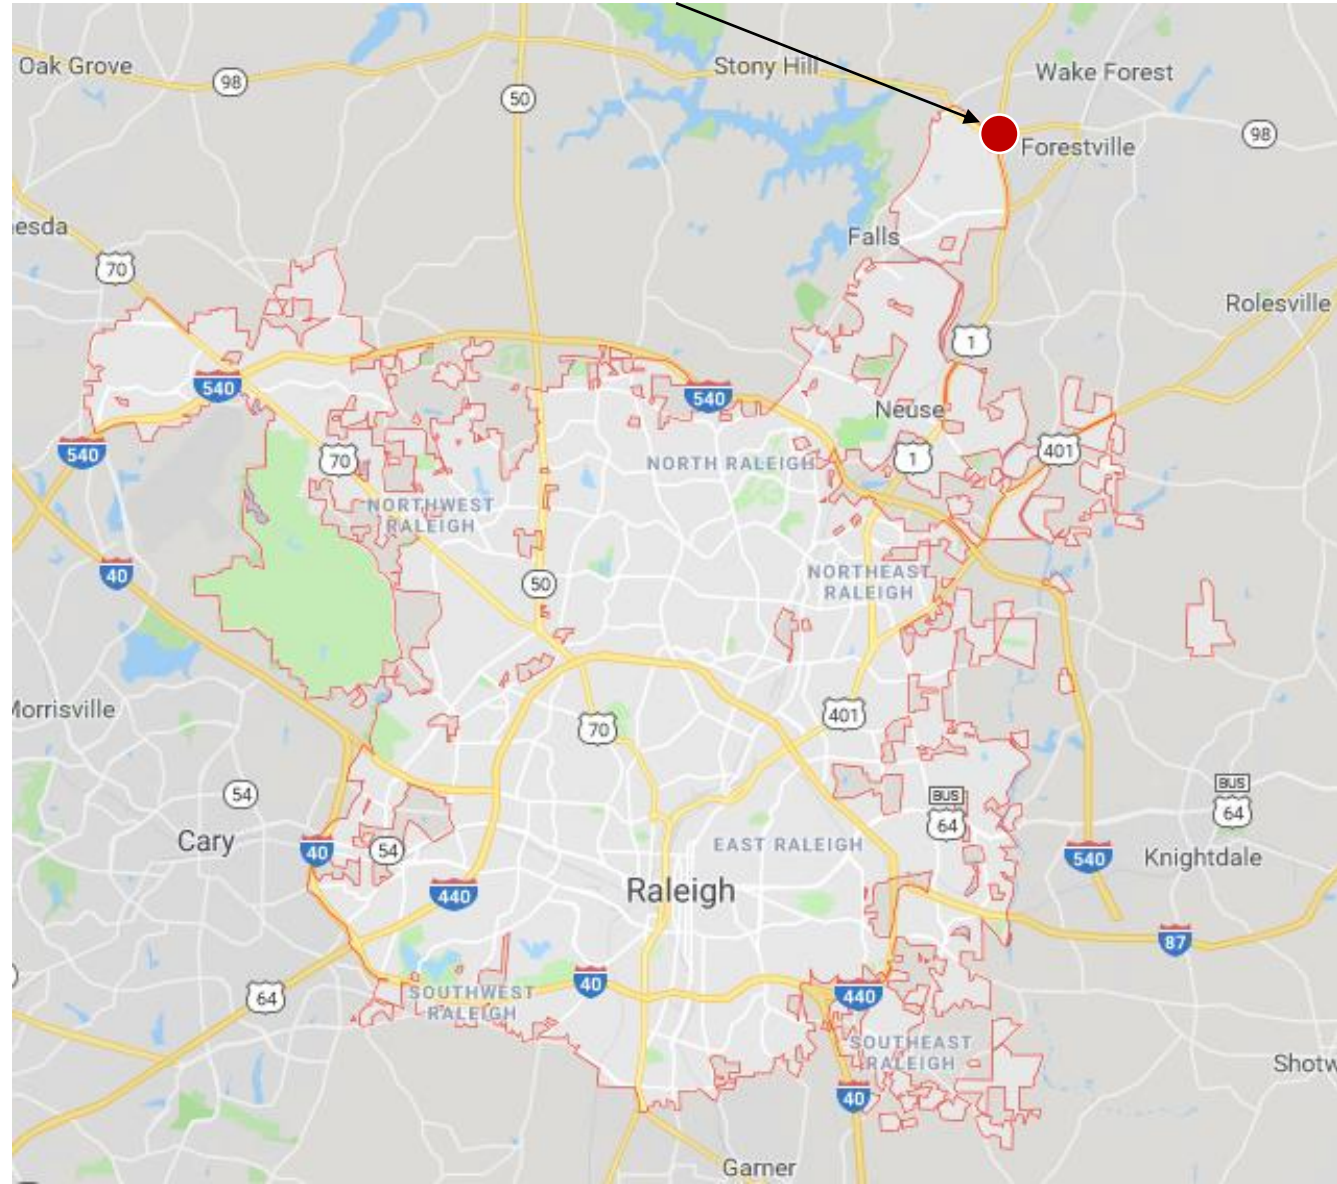 Oak Grove
98
50
Stony Hill
Wake Forest
98
Forestville
esda
70
Falls
Rolesville
1
540
540
Neuse
70
401
540
1
NORTH RALEIGH
NORTHWEST
RALEIGH
40
50
NORTHEAST
RALEIGH
Morrisville
70
401
54
BUS
64
BUS
64
Cary
40
54
EAST RALEIGH
540
Knightdale
440
Raleigh
87
64
SOUTHWEST
RALEIGH
40
440
SOUTHEAST
RALEIGH
Shotw
40
Garner